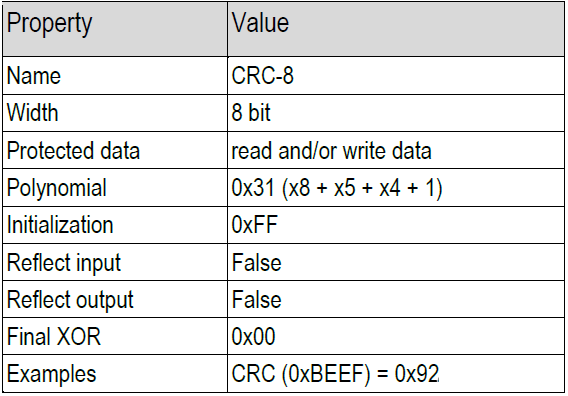 Property Value
Name CRC-8
Width 8 bit
Protected data read and/or write data
Polynomial 0x31 (x8 + x5 + x4 + 1)
Initialization 0xFF
Reflect input False
Reflect output False
Final XOR 0x00
Examples CRC (0xBEEF) = 0x92